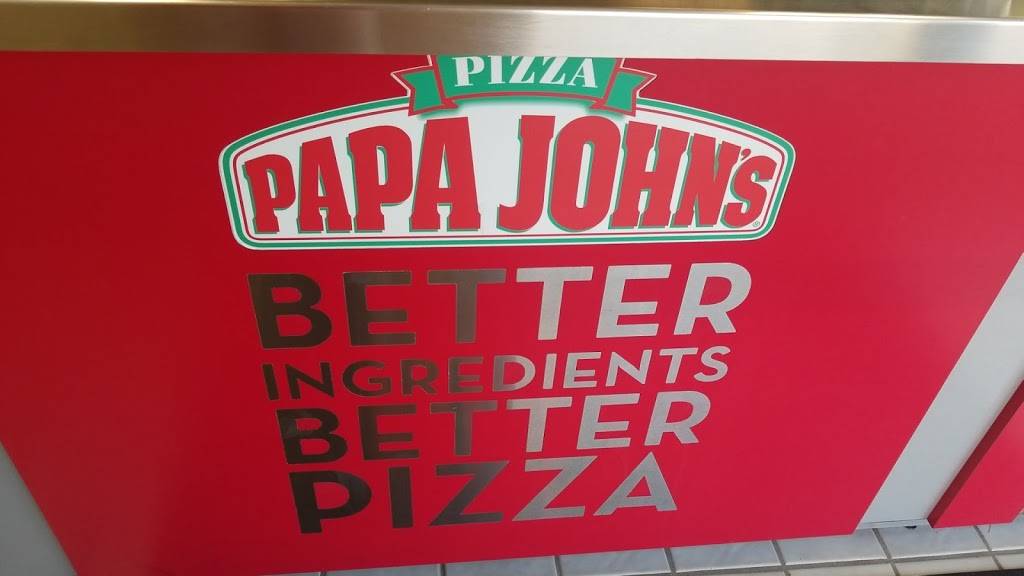 PIZZA
PAPA JOHN'S
BETTER
INGREDIENTS
BETTER
PIZZA